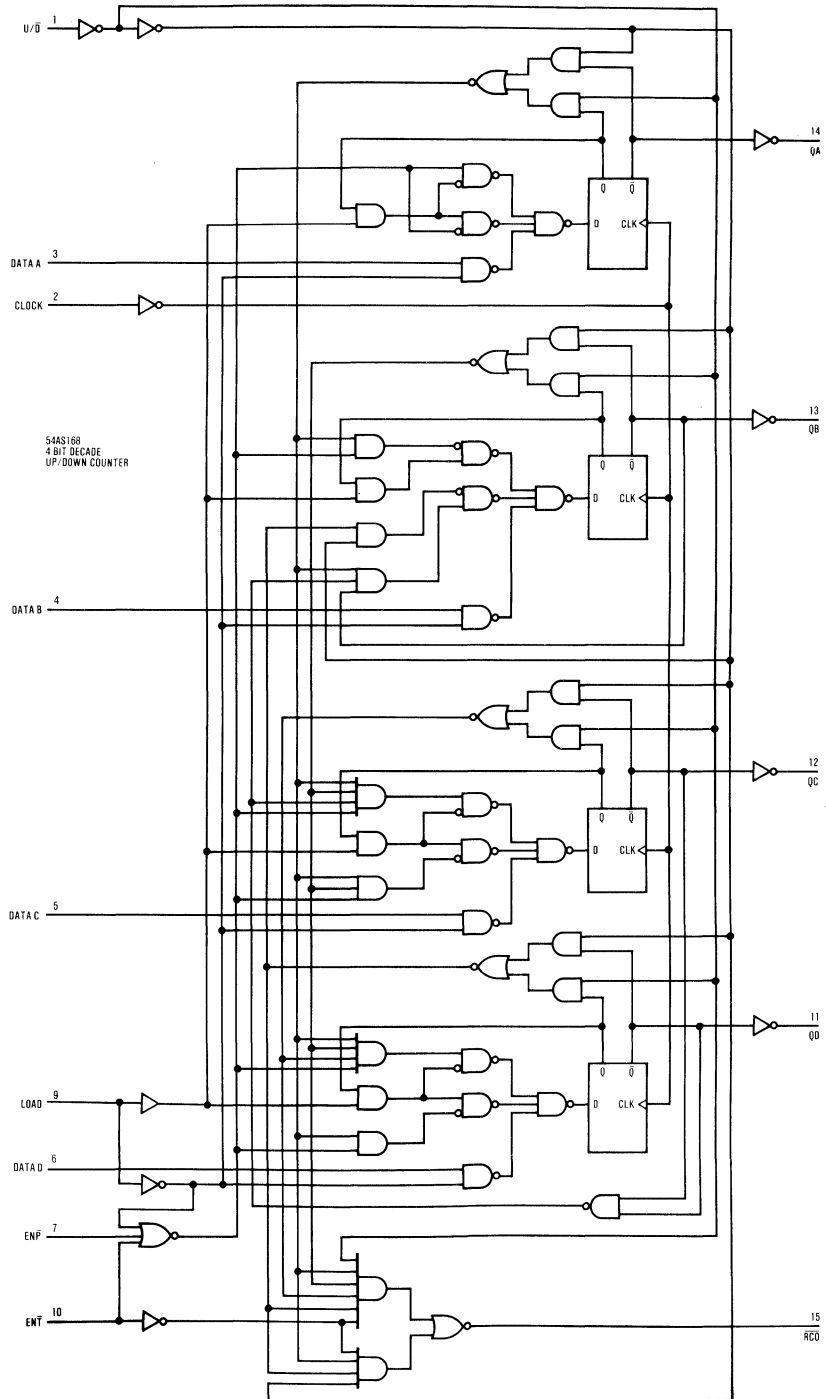 U/D̅ 1
14
QA
Q Q̅
D CLK
DATA A 3
CLOCK 2
13
QB
54AS168
4 BIT DECADE
UP/DOWN COUNTER
Q Q̅
D CLK
DATA B 4
12
QC
Q Q̅
D CLK
DATA C 5
11
QD
Q Q̅
LOAD 9
D CLK
DATA D 6
ENP̅ 7
ENT̅ 10
15
R̅C̅O̅